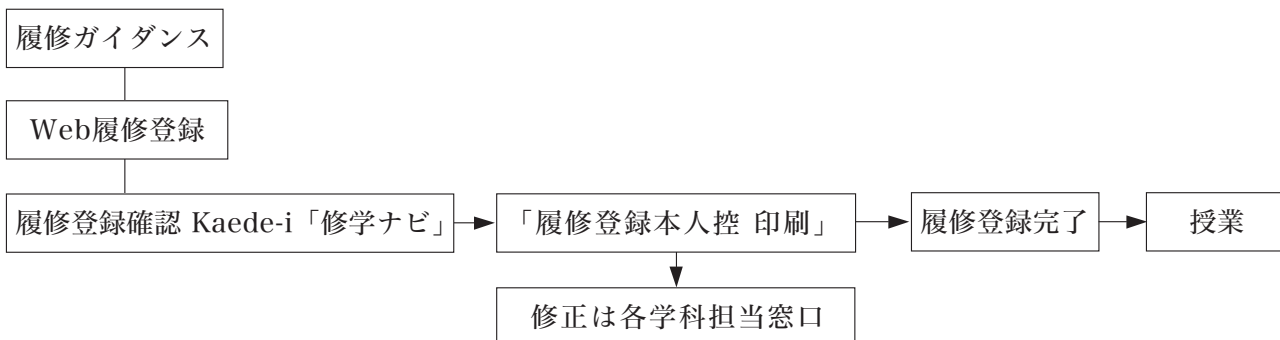 履修ガイダンス
Web履修登録
履修登録確認 Kaede-i「修学ナビ」
「履修登録本人控 印刷」
履修登録完了
授業
修正は各学科担当窓口